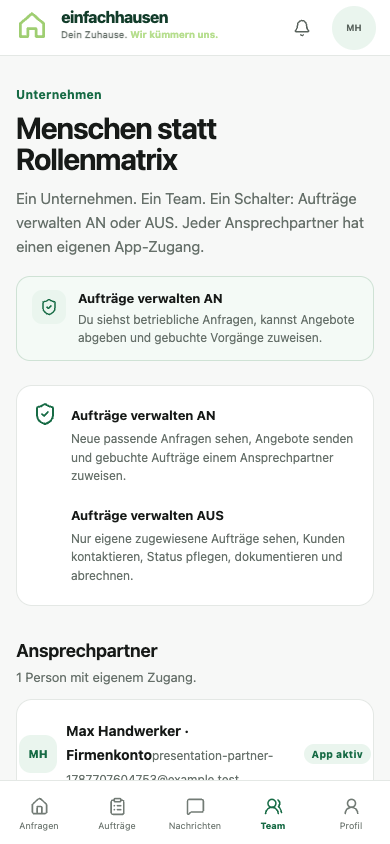 einfachhausen
Dein Zuhause. Wir kümmern uns.
MH
Unternehmen
Menschen statt
Rollenmatrix
Ein Unternehmen. Ein Team. Ein Schalter: Aufträge
verwalten AN oder AUS. Jeder Ansprechpartner hat
einen eigenen App-Zugang.
Aufträge verwalten AN
Du siehst betriebliche Anfragen, kannst Angebote
abgeben und gebuchte Vorgänge zuweisen.
Aufträge verwalten AN
Neue passende Anfragen sehen, Angebote senden
und gebuchte Aufträge einem Ansprechpartner
zuweisen.
Aufträge verwalten AUS
Nur eigene zugewiesene Aufträge sehen, Kunden
kontaktieren, Status pflegen, dokumentieren und
abrechnen.
Ansprechpartner
1 Person mit eigenem Zugang.
MH
Max Handwerker ·
Firmenkontopresentation-partner-
1787707604753@example.test
App aktiv
Anfragen
Aufträge
Nachrichten
Team
Profil